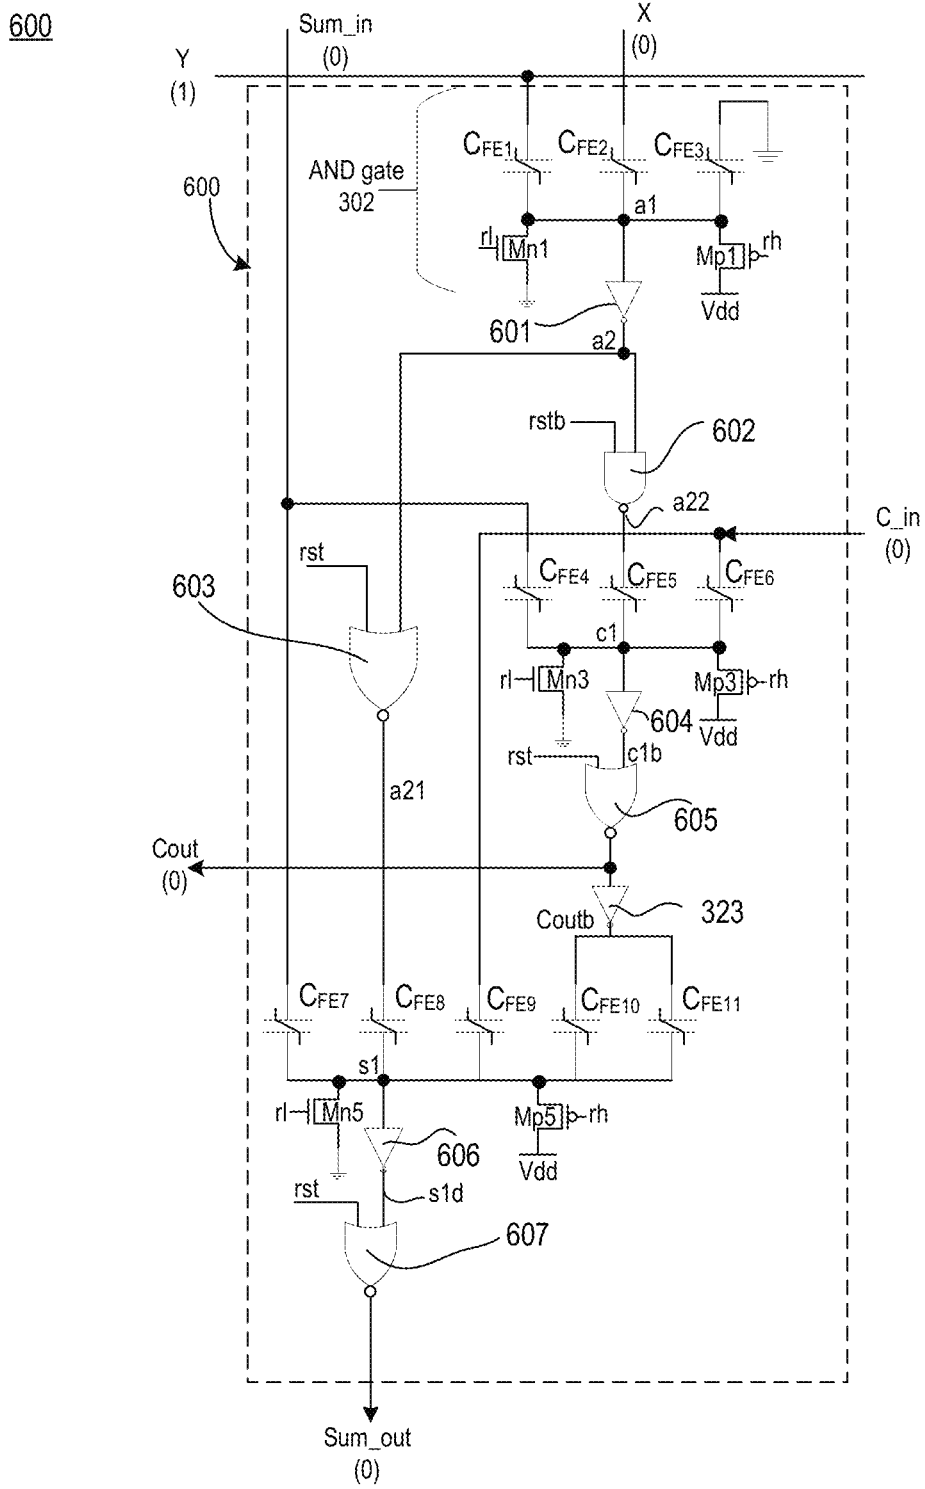 600
Sum_in
(0)
X
(0)
Y
(1)
CFE1
CFE2
CFE3
AND gate
302
600
a1
rl
Mn1
Mp1
rh
Vdd
601
a2
rstb
602
a22
C_in
(0)
rst
603
CFE4
CFE5
CFE6
c1
rl
Mn3
Mp3
rh
604
Vdd
rst
c1b
a21
605
Cout
(0)
323
Coutb
CFE7
CFE8
CFE9
CFE10
CFE11
s1
rl
Mn5
Mp5
rh
606
Vdd
rst
s1d
607
Sum_out
(0)